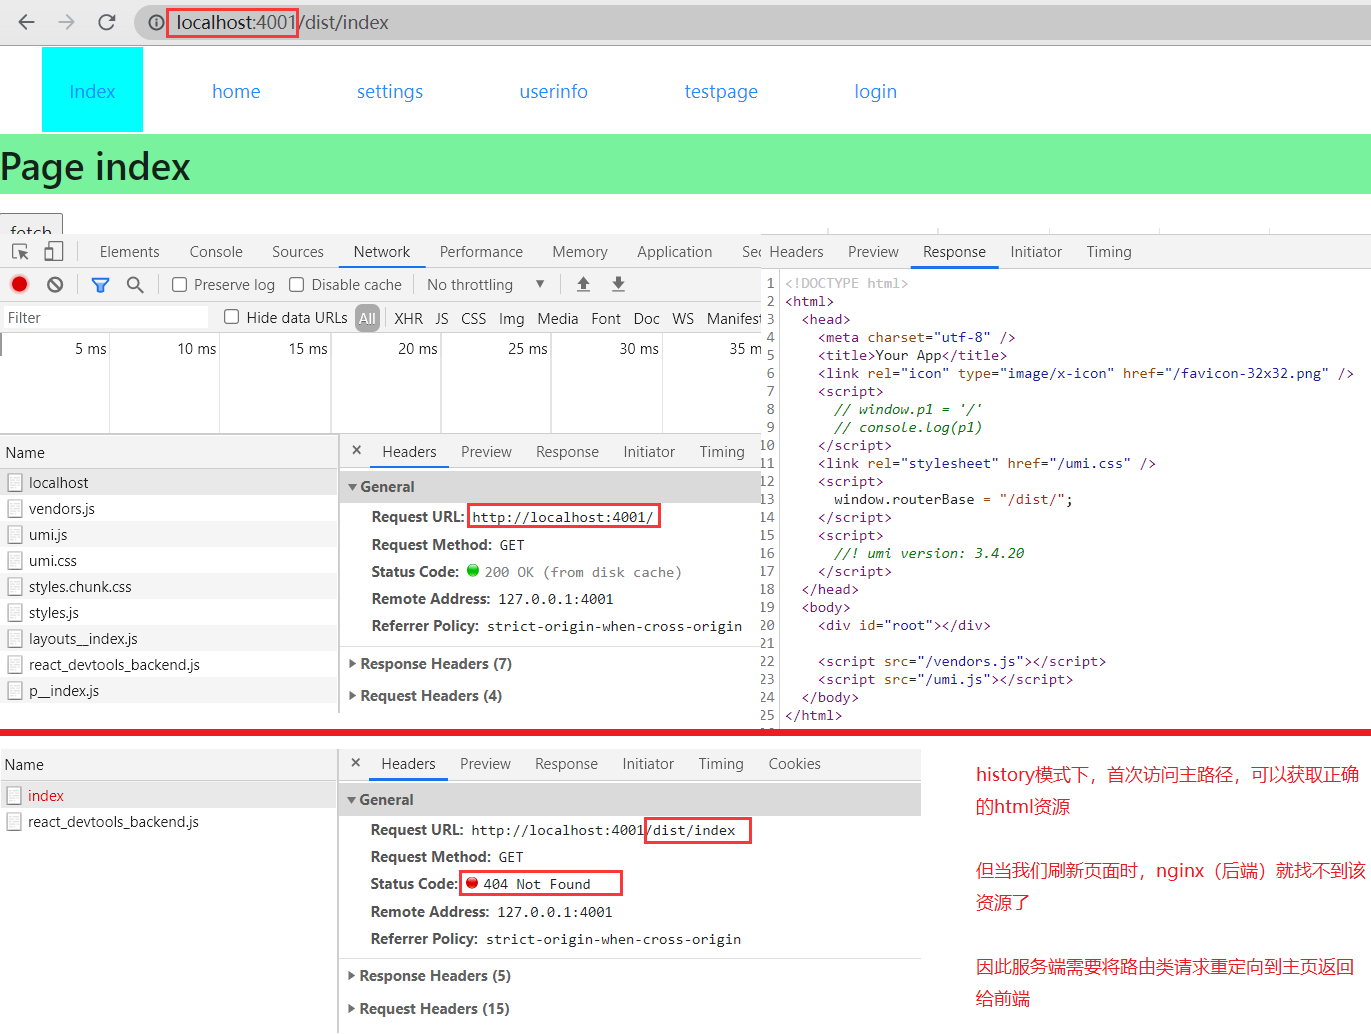 localhost:4001/dist/index
Index home settings userinfo testpage login
Page index
fetch
Elements Console Sources Network Performance Memory Application Sec
Preserve log Disable cache No throttling ▼
Filter Hide data URLs All XHR JS CSS Img Media Font Doc WS Manifest
5 ms 10 ms 15 ms 20 ms 25 ms 30 ms 35 m
Name
localhost
vendors.js
umi.js
umi.css
styles.chunk.css
styles.js
layouts__index.js
react_devtools_backend.js
p__index.js
× Headers Preview Response Initiator Timing
▼ General
Request URL: http://localhost:4001/
Request Method: GET
Status Code: 200 OK (from disk cache)
Remote Address: 127.0.0.1:4001
Referrer Policy: strict-origin-when-cross-origin
▶ Response Headers (7)
▶ Request Headers (4)
Headers Preview Response Initiator Timing
1 <!DOCTYPE html>
2 <html>
3 <head>
4 <meta charset="utf-8" />
5 <title>Your App</title>
6 <link rel="icon" type="image/x-icon" href="/favicon-32x32.png" />
7 <script>
8 // window.p1 = '/'
9 // console.log(p1)
10 </script>
11 <link rel="stylesheet" href="/umi.css" />
12 <script>
13 window.routerBase = "/dist/";
14 </script>
15 <script>
16 //! umi version: 3.4.20
17 </script>
18 </head>
19 <body>
20 <div id="root"></div>
21
22 <script src="/vendors.js"></script>
23 <script src="/umi.js"></script>
24 </body>
25 </html>
Name
index
react_devtools_backend.js
× Headers Preview Response Initiator Timing Cookies
▼ General
Request URL: http://localhost:4001/dist/index
Request Method: GET
Status Code: 404 Not Found
Remote Address: 127.0.0.1:4001
Referrer Policy: strict-origin-when-cross-origin
▶ Response Headers (5)
▶ Request Headers (15)
history模式下，首次访问主路径，可以获取正确
的html资源
但当我们刷新页面时，nginx（后端）就找不到该
资源了
因此服务端需要将路由类请求重定向到主页返回
给前端